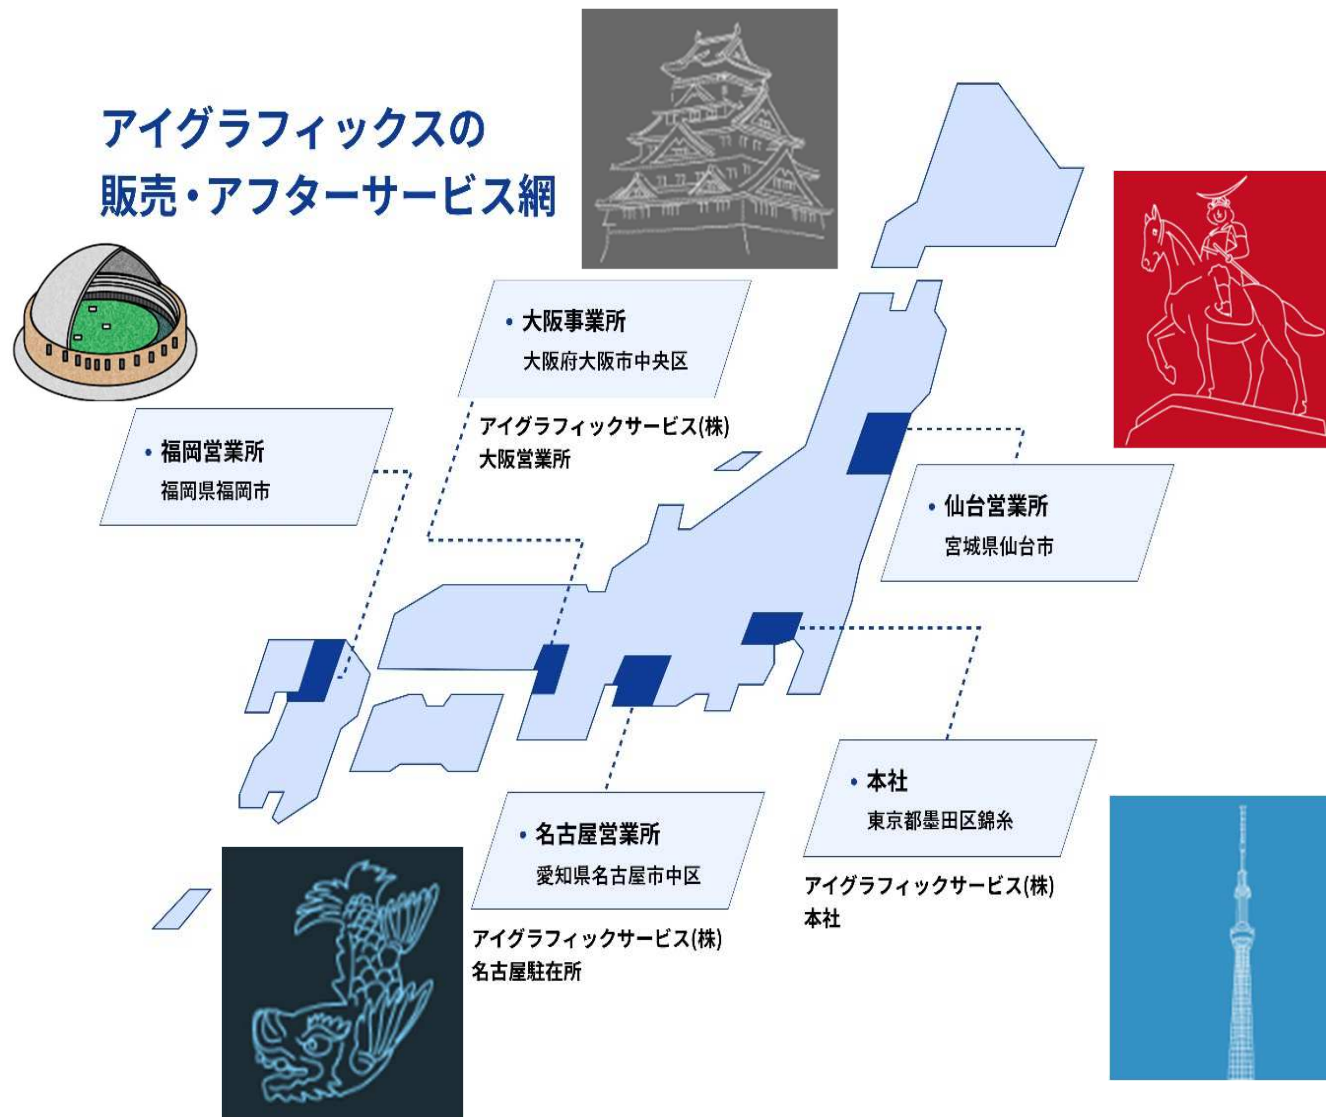 アイグラフィックスの
販売・アフターサービス網
• 大阪事業所
大阪府大阪市中央区
アイグラフィックサービス(株)
大阪営業所
• 福岡営業所
福岡県福岡市
• 仙台営業所
宮城県仙台市
• 本社
東京都墨田区錦糸
アイグラフィックサービス(株)
本社
• 名古屋営業所
愛知県名古屋市中区
アイグラフィックサービス(株)
名古屋駐在所